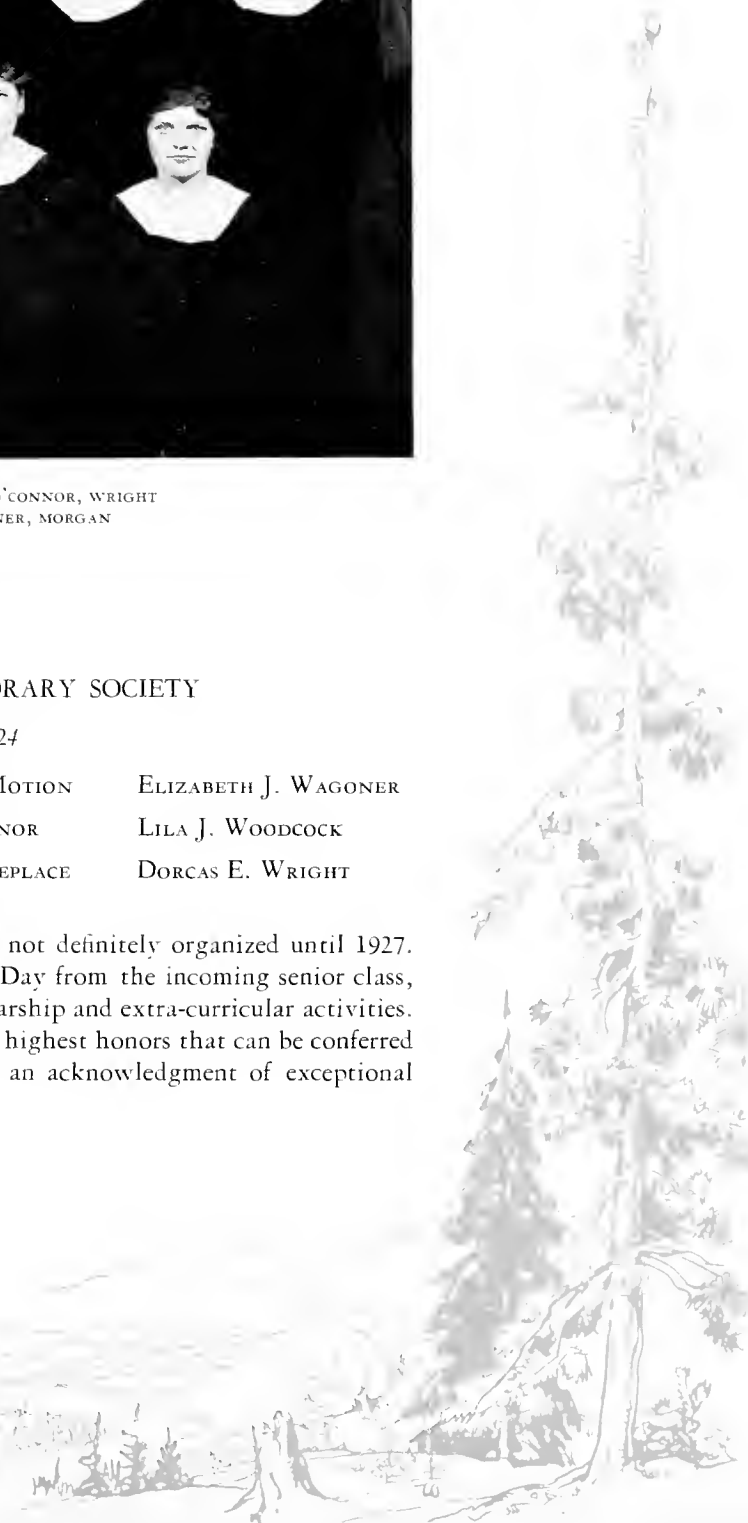 'CONNOR, WRIGHT
NER, MORGAN
RARY SOCIETY
24
MOTION ELIZABETH J. WAGONER
NOR LILA J. WOODCOCK
EPLACE DORCAS E. WRIGHT
not definitely organized until 1927.
Day from the incoming senior class,
arship and extra-curricular activities.
highest honors that can be conferred
an acknowledgment of exceptional